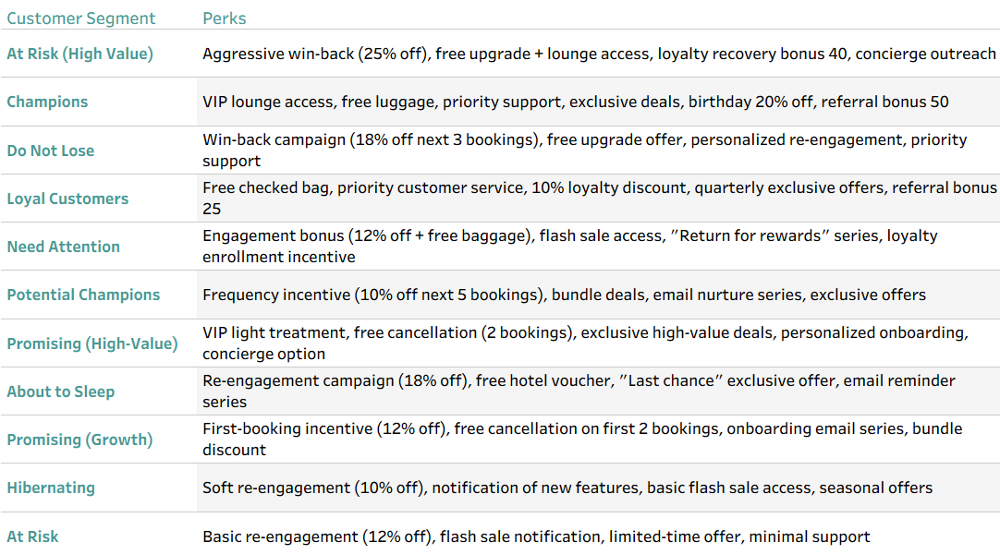 Customer Segment Perks
At Risk (High Value) Aggressive win-back (25% off), free upgrade + lounge access, loyalty recovery bonus 40, concierge outreach
Champions VIP lounge access, free luggage, priority support, exclusive deals, birthday 20% off, referral bonus 50
Do Not Lose Win-back campaign (18% off next 3 bookings), free upgrade offer, personalized re-engagement, priority
support
Loyal Customers Free checked bag, priority customer service, 10% loyalty discount, quarterly exclusive offers, referral bonus
25
Need Attention Engagement bonus (12% off + free baggage), flash sale access, ”Return for rewards” series, loyalty
enrollment incentive
Potential Champions Frequency incentive (10% off next 5 bookings), bundle deals, email nurture series, exclusive offers
Promising (High-Value) VIP light treatment, free cancellation (2 bookings), exclusive high-value deals, personalized onboarding,
concierge option
About to Sleep Re-engagement campaign (18% off), free hotel voucher, ”Last chance” exclusive offer, email reminder
series
Promising (Growth) First-booking incentive (12% off), free cancellation on first 2 bookings, onboarding email series, bundle
discount
Hibernating Soft re-engagement (10% off), notification of new features, basic flash sale access, seasonal offers
At Risk Basic re-engagement (12% off), flash sale notification, limited-time offer, minimal support